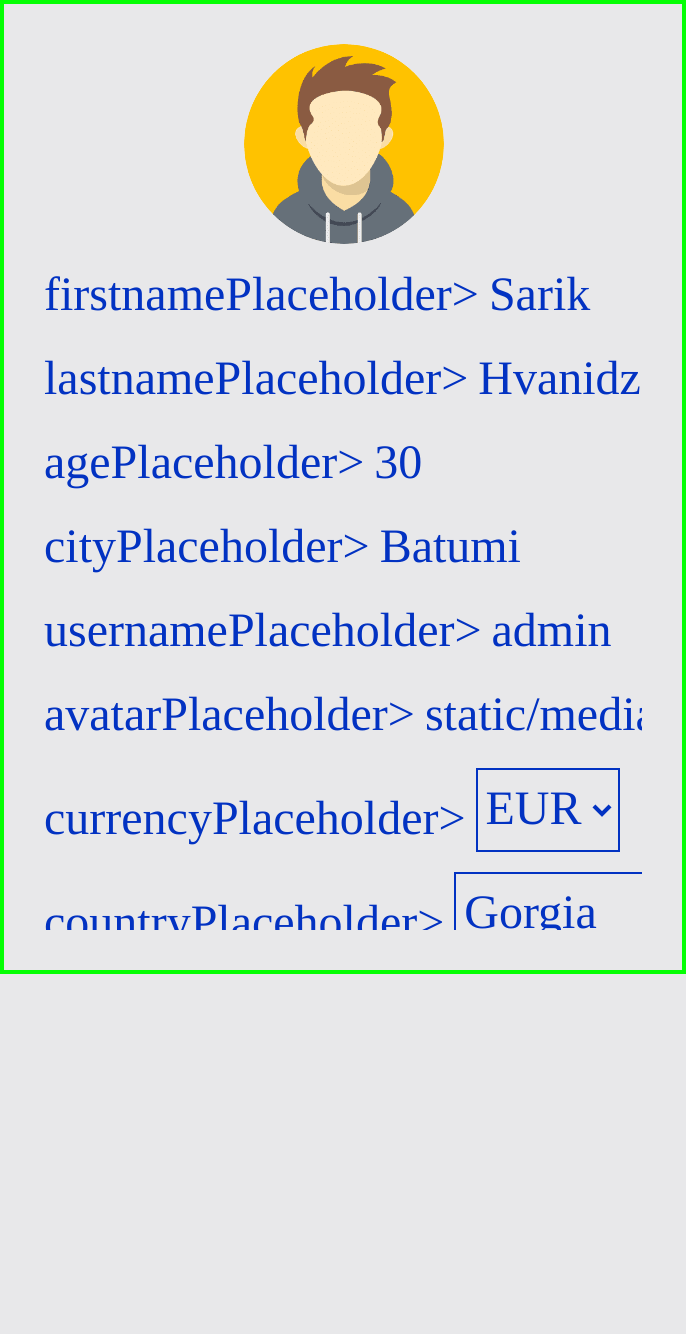 firstnamePlaceholder> Sarik
lastnamePlaceholder> Hvanidz
agePlaceholder> 30
cityPlaceholder> Batumi
usernamePlaceholder> admin
avatarPlaceholder> static/media
currencyPlaceholder> EUR
countryPlaceholder> Gorgia